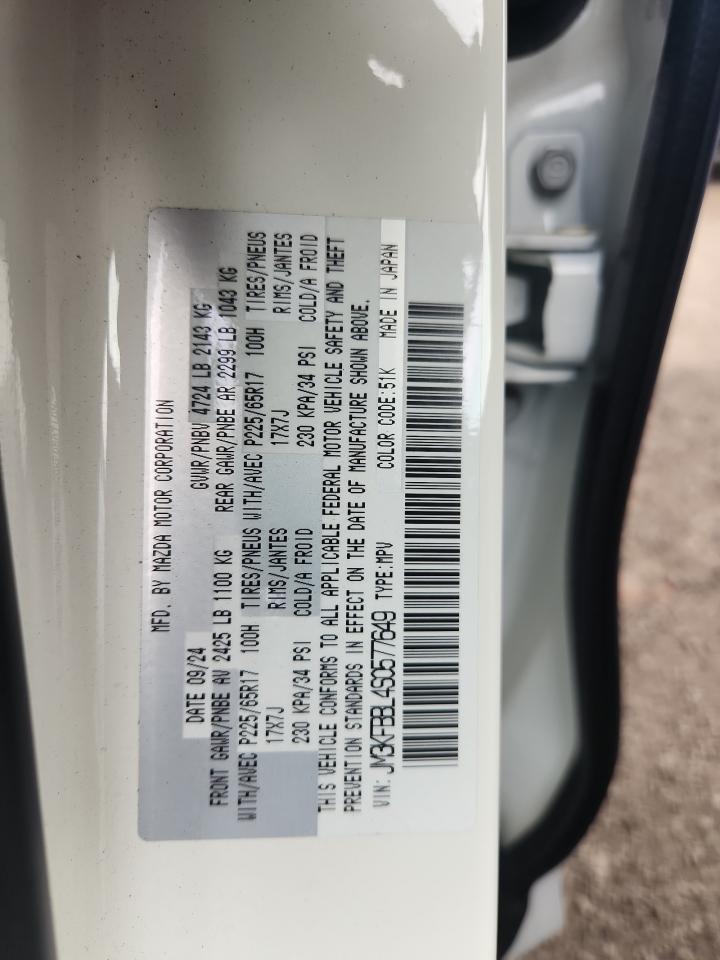 MFD. BY MAZDA MOTOR CORPORATION
DATE 09/24 GVWR/PNBV 4724 LB 2143 KG
FRONT GAWR/PNBE AV 2425 LB 1100 KG REAR GAWR/PNBE AR 2299 LB 1043 KG
WITH/AVEC P225/65R17 100H TIRES/PNEUS WITH/AVEC P225/65R17 100H TIRES/PNEUS
17X7J RIMS/JANTES 17X7J RIMS/JANTES
230 KPA/34 PSI COLD/A FROID 230 KPA/34 PSI COLD/A FROID
THIS VEHICLE CONFORMS TO ALL APPLICABLE FEDERAL MOTOR VEHICLE SAFETY AND THEFT
PREVENTION STANDARDS IN EFFECT ON THE DATE OF MANUFACTURE SHOWN ABOVE.
VIN: JM3KFBBL4S0577649 TYPE:MPV COLOR CODE:51K MADE IN JAPAN